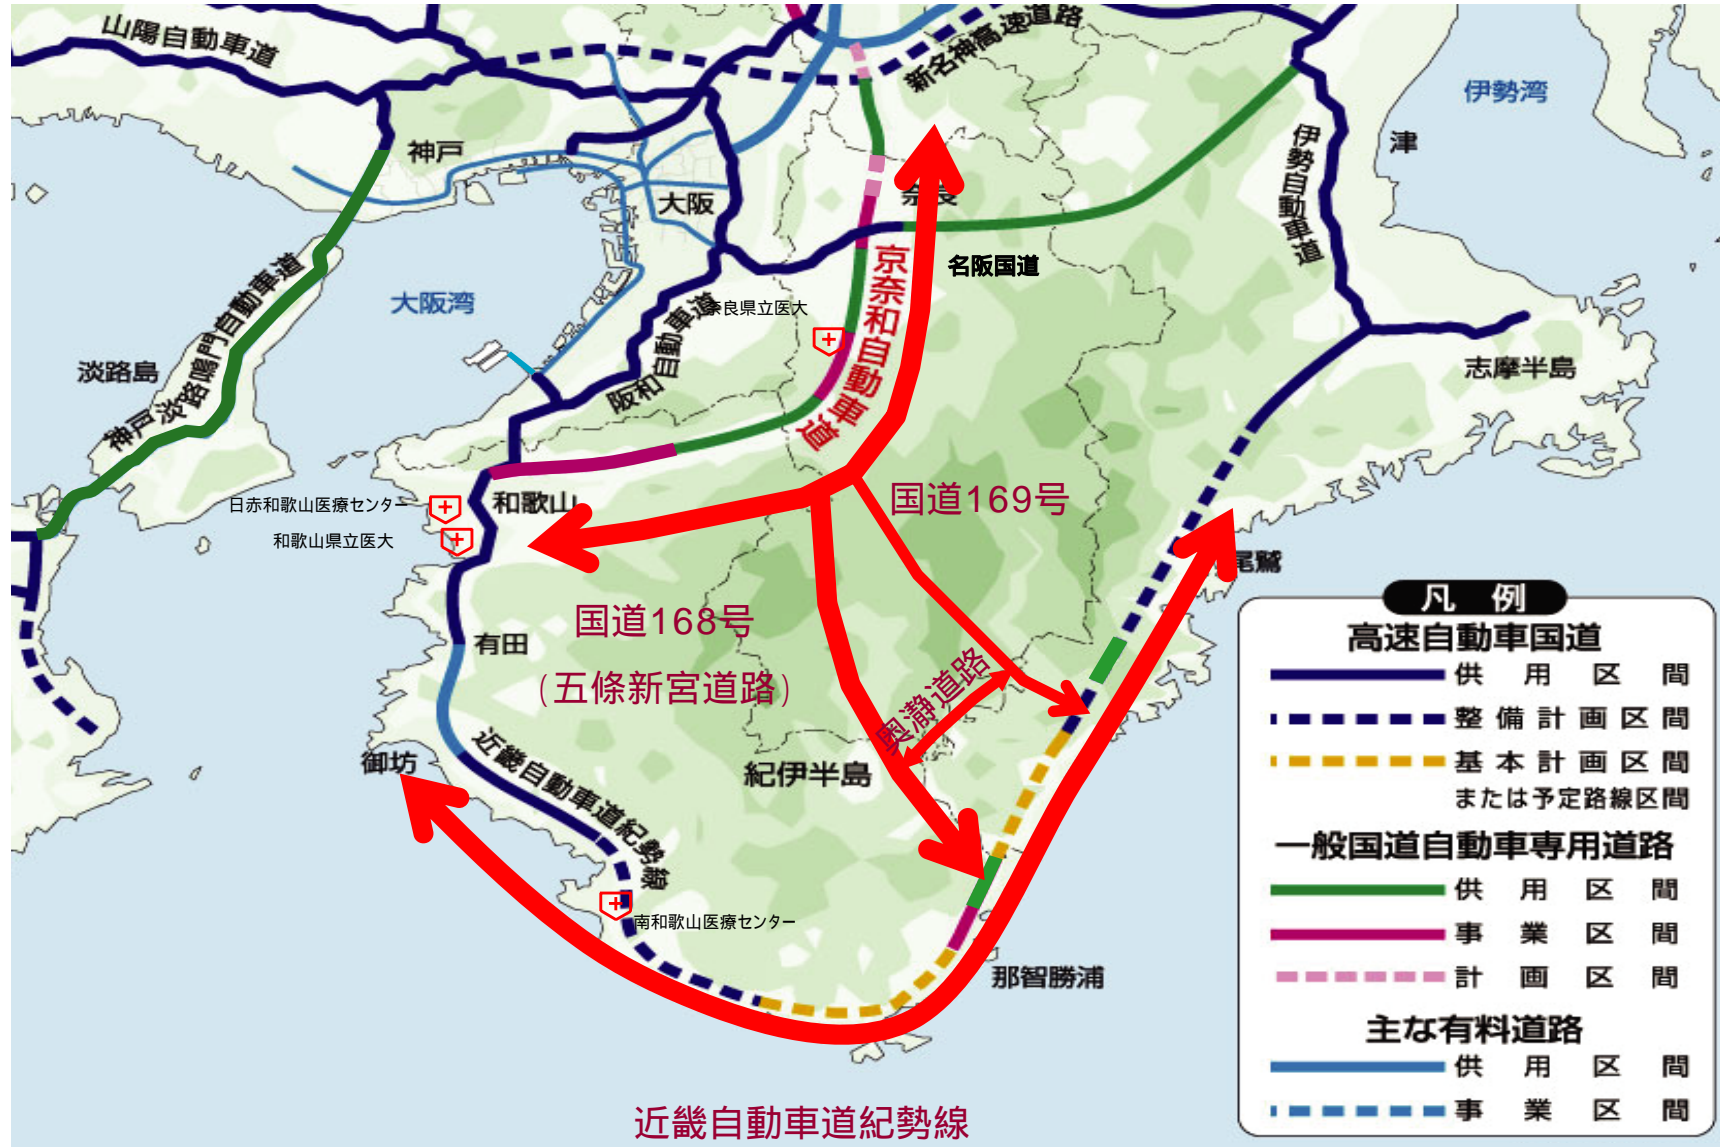 山陽自動車道
新名神高速道路
伊勢湾
津
伊勢自動車道
神戸
大阪
名阪国道
京奈和自動車道
大阪湾
奈良県立医大
阪和自動車道
淡路島
神戸淡路鳴門自動車道
志摩半島
日赤和歌山医療センター
和歌山
和歌山県立医大
国道169号
尾鷲
国道168号
(五條新宮道路)
有田
奥瀞道路
御坊
近畿自動車道紀勢線
紀伊半島
南和歌山医療センター
那智勝浦
近畿自動車道紀勢線
凡 例
高速自動車国道
供用区間
整備計画区間
基本計画区間
または予定路線区間
一般国道自動車専用道路
供用区間
事業区間
計画区間
主な有料道路
供用区間
事業区間